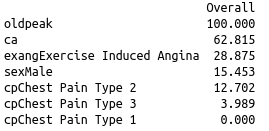 Overall
oldpeak 100.000
ca 62.815
exangExercise Induced Angina 28.875
sexMale 15.453
cpChest Pain Type 2 12.702
cpChest Pain Type 3 3.989
cpChest Pain Type 1 0.000